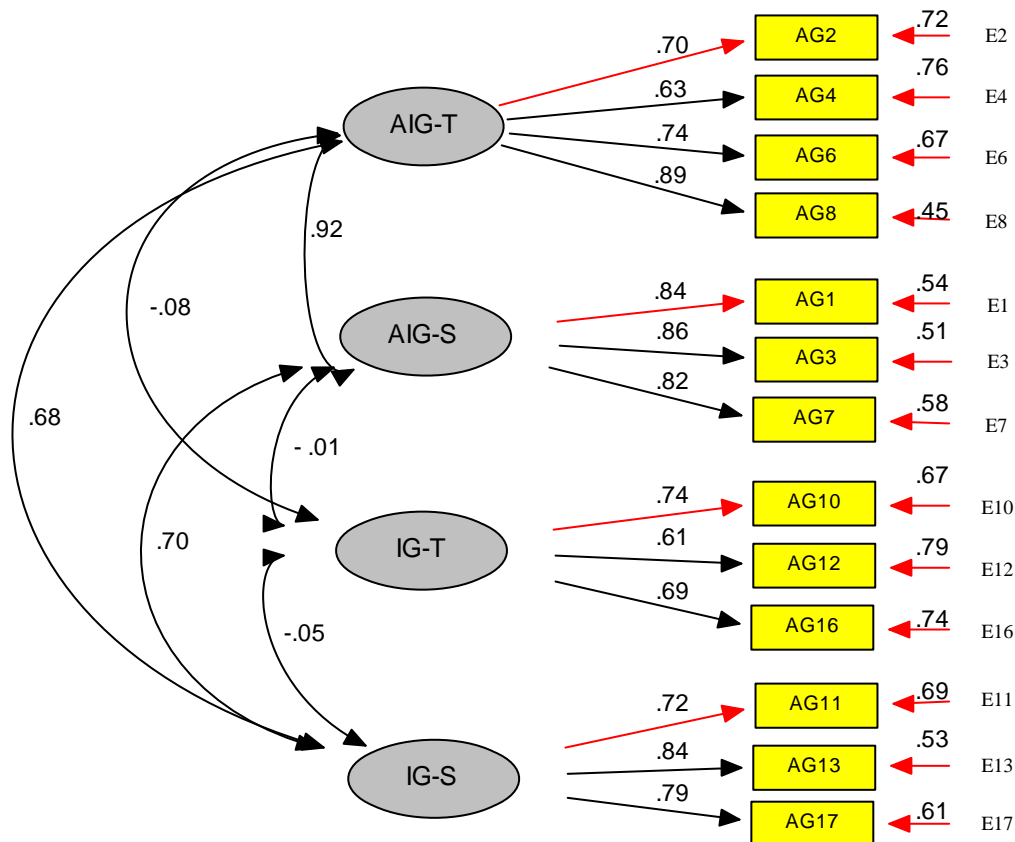 .70 AG2 .72 E2
AIG-T .63 AG4 .76 E4
.74 AG6 .67 E6
.89 AG8 .45 E8
.92
-.08
.84 AG1 .54 E1
AIG-S .86 AG3 .51 E3
.82 AG7 .58 E7
.68
- .01
.74 AG10 .67 E10
.70 IG-T .61 AG12 .79 E12
.69 AG16 .74 E16
-.05
.72 AG11 .69 E11
IG-S .84 AG13 .53 E13
.79 AG17 .61 E17